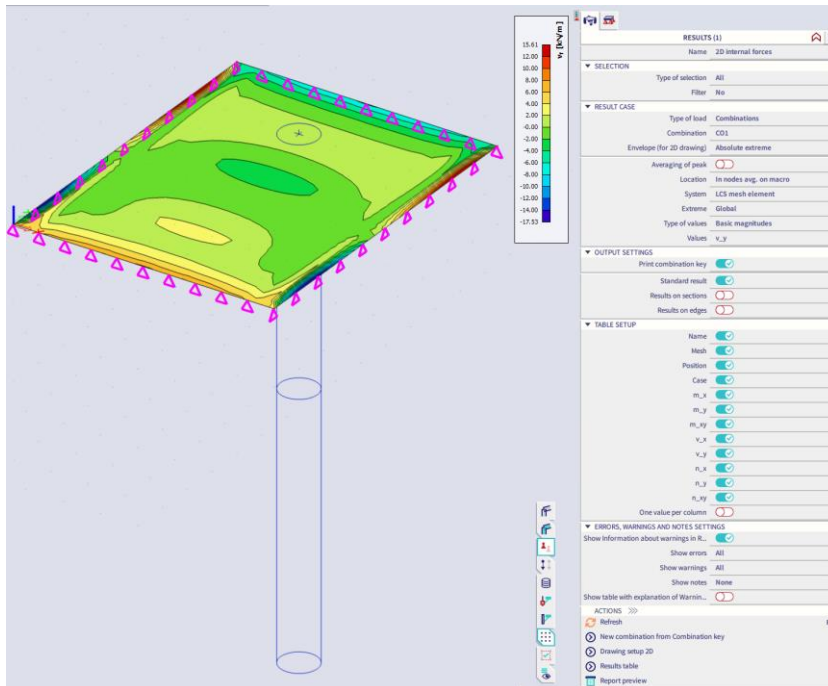 v_y [kN/m]
15.61
12.00
10.00
8.00
6.00
4.00
2.00
0.00
-2.00
-4.00
-6.00
-8.00
-10.00
-12.00
-14.00
-17.53
RESULTS (1)
Name 2D internal forces
SELECTION
Type of selection All
Filter No
RESULT CASE
Type of load Combinations
Combination CO1
Envelope (for 2D drawing) Absolute extreme
Averaging of peak
Location In nodes avg. on macro
System LCS mesh element
Extreme Global
Type of values Basic magnitudes
Values v_y
OUTPUT SETTINGS
Print combination key
Standard result
Results on sections
Results on edges
TABLE SETUP
Name
Mesh
Position
Case
m_x
m_y
m_xy
v_x
v_y
n_x
n_y
n_xy
One value per column
ERRORS, WARNINGS AND NOTES SETTINGS
Show Information about warnings in R...
Show errors All
Show warnings All
Show notes None
Show table with explanation of Warnin...
ACTIONS >>>
Refresh
New combination from Combination key
Drawing setup 2D
Results table
Report preview